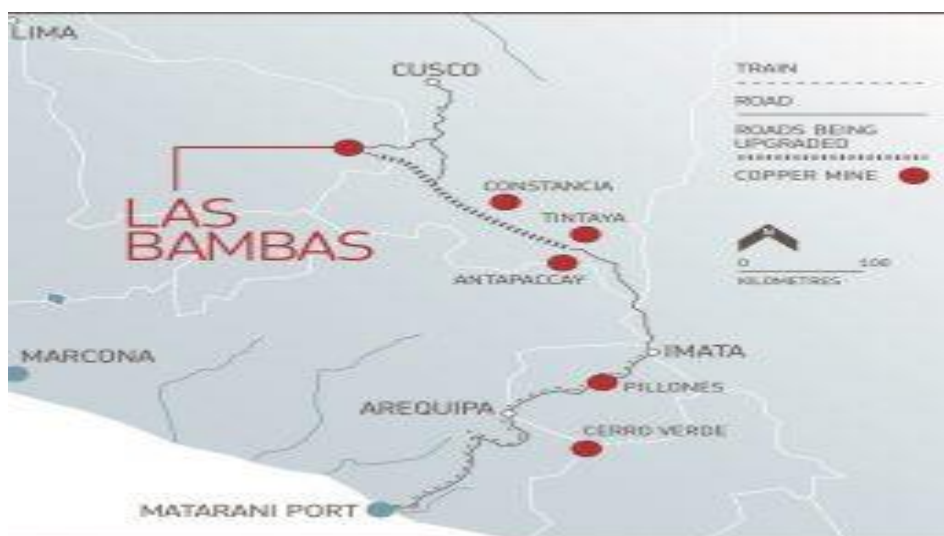 LIMA
CUSCO
TRAIN
ROAD
ROADS BEING
UPGRADED
COPPER MINE
CONSTANCIA
LAS
BAMBAS
TINTAYA
N
0 100
KILOMETRES
ANTAPACCAY
MARCONA
IMATA
PILLONES
AREQUIPA
CERRO VERDE
MATARANI PORT